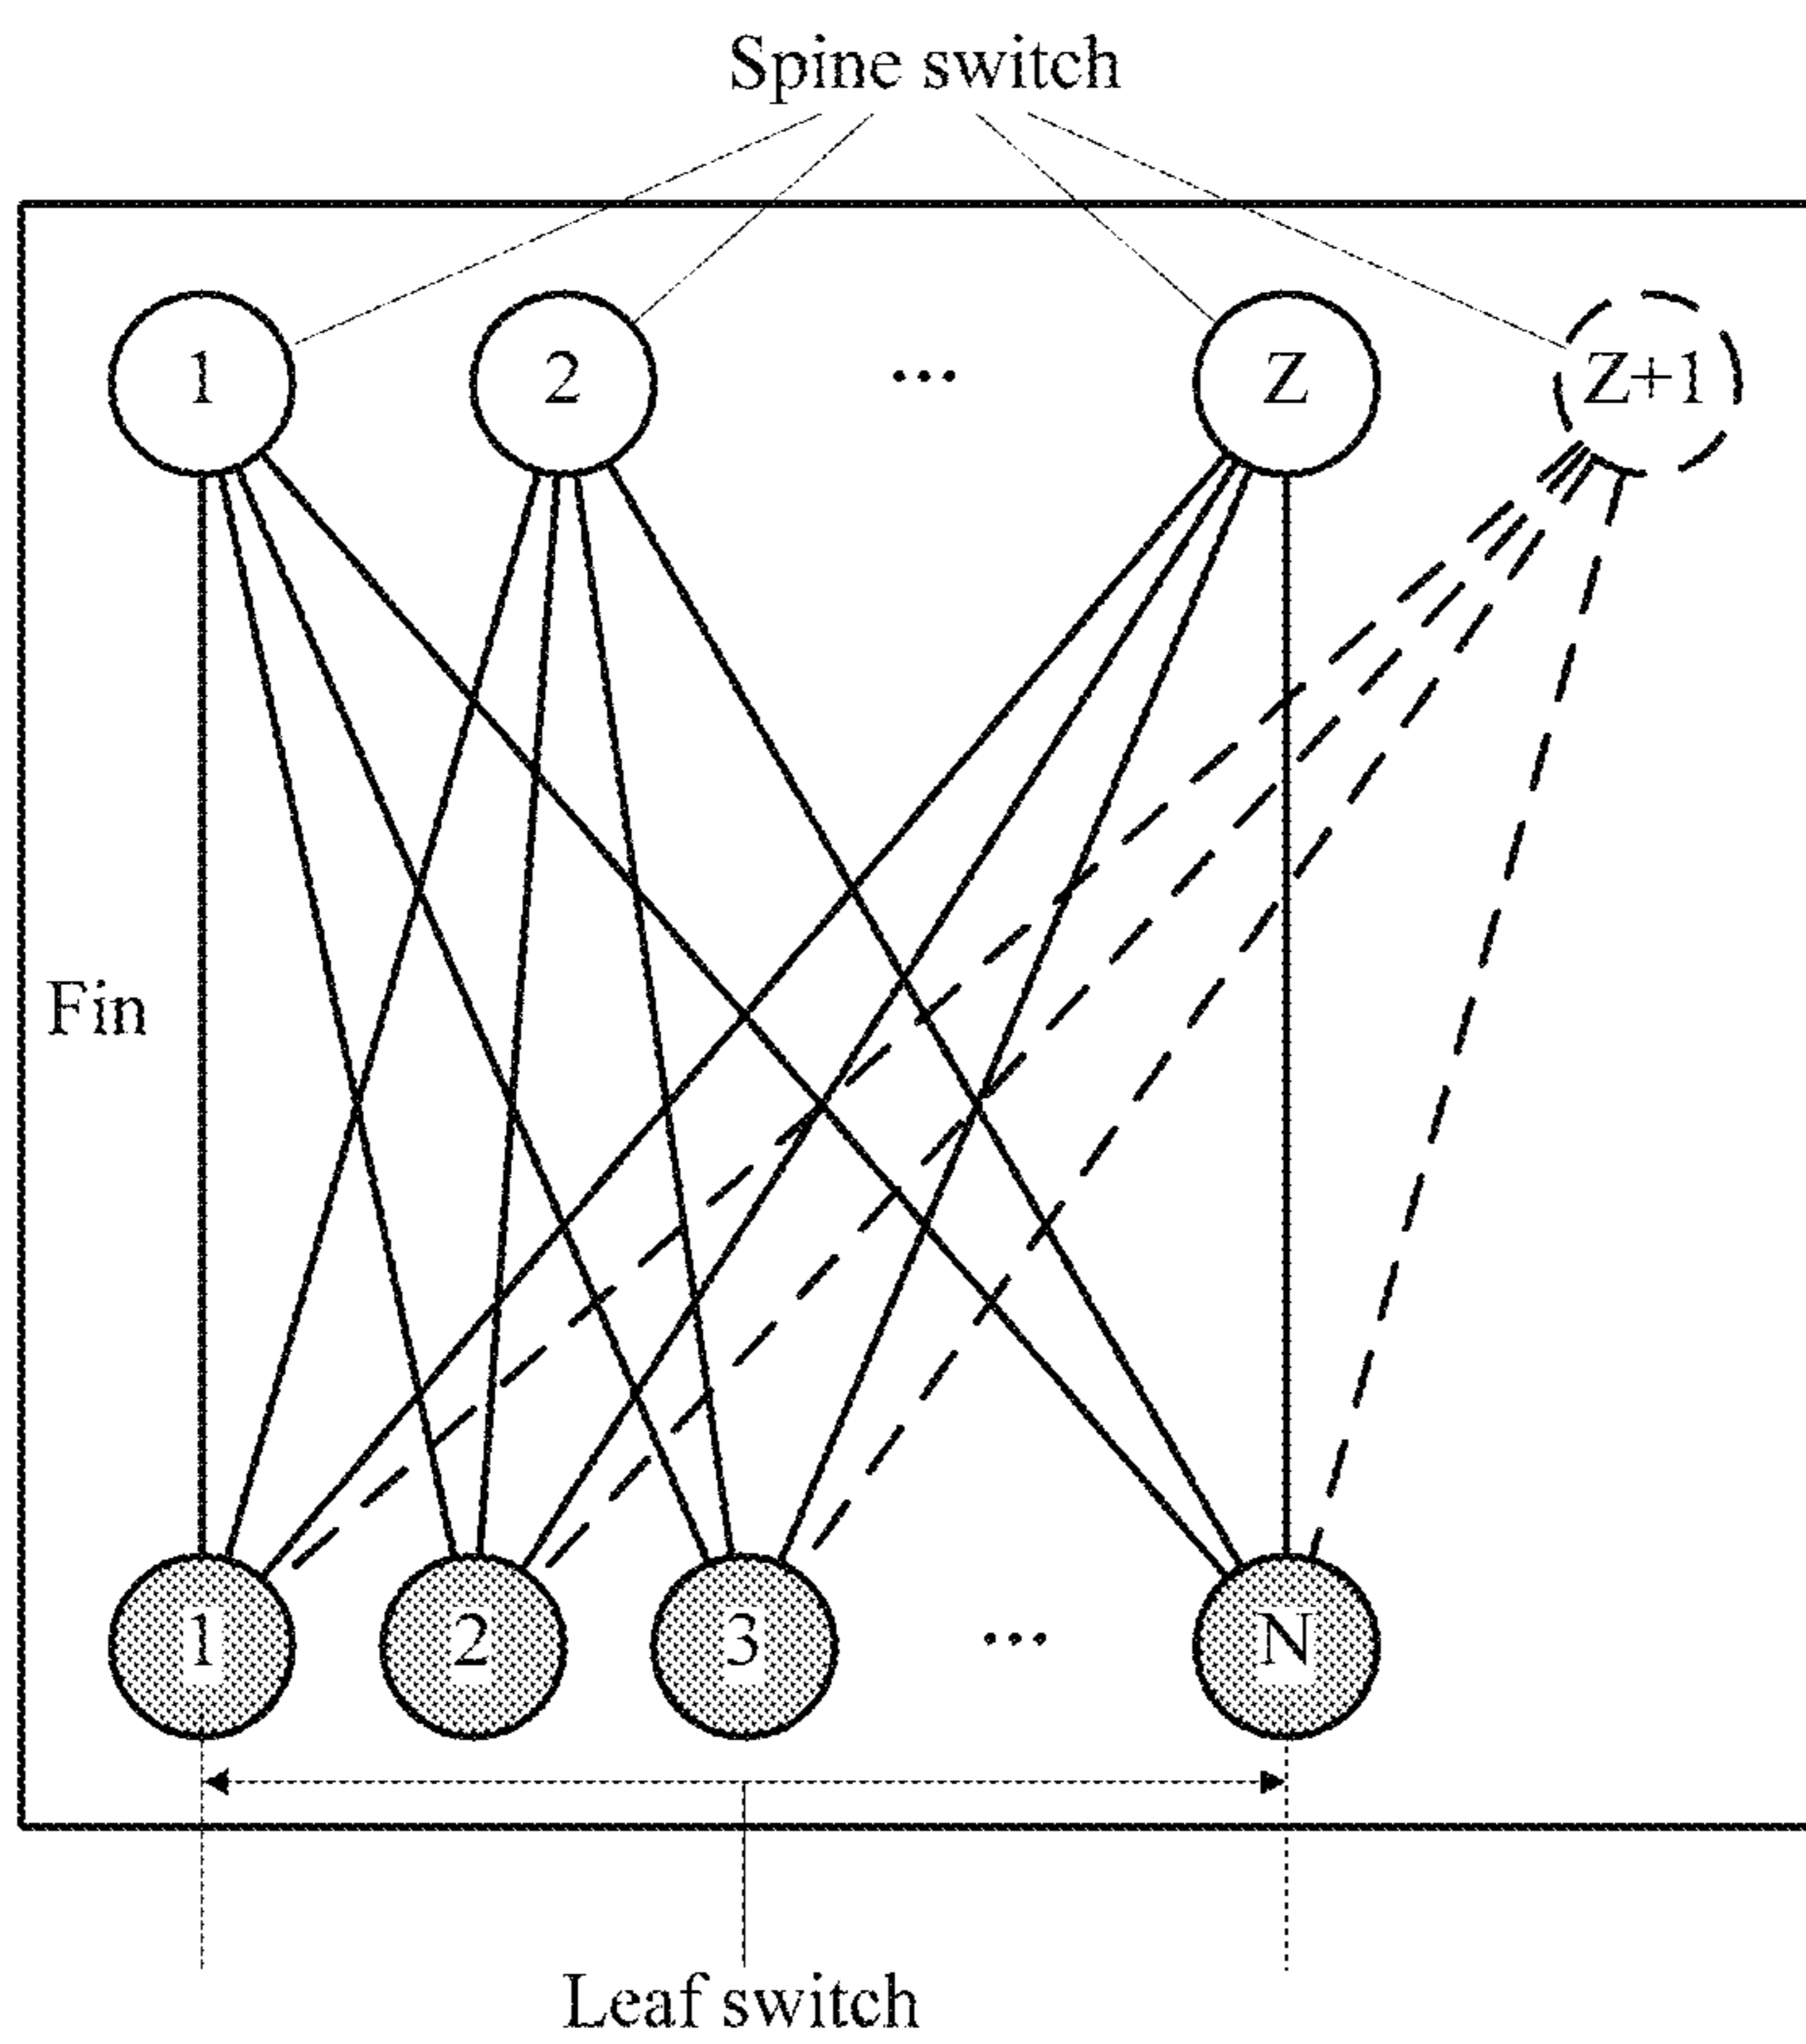 Spine switch
1 2 ... Z Z+1
Fin
1 2 3 ... N
Leaf switch